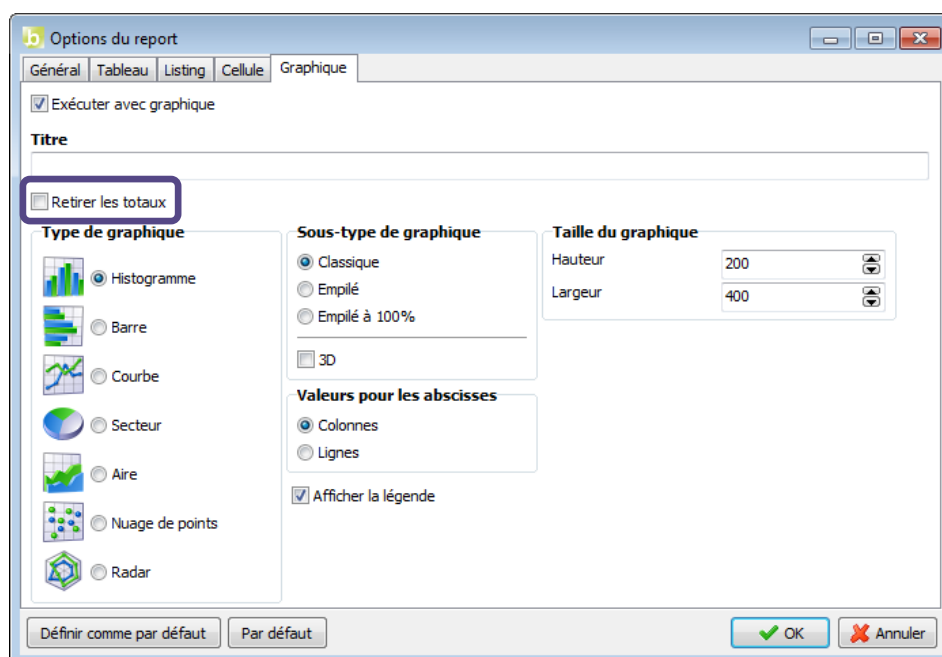 Options du report
Général Tableau Listing Cellule Graphique
Exécuter avec graphique
Titre
Retirer les totaux
Type de graphique
Histogramme
Barre
Courbe
Secteur
Aire
Nuage de points
Radar
Sous-type de graphique
Classique
Empilé
Empilé à 100%
3D
Valeurs pour les abscisses
Colonnes
Lignes
Afficher la légende
Taille du graphique
Hauteur 200
Largeur 400
Définir comme par défaut Par défaut OK Annuler